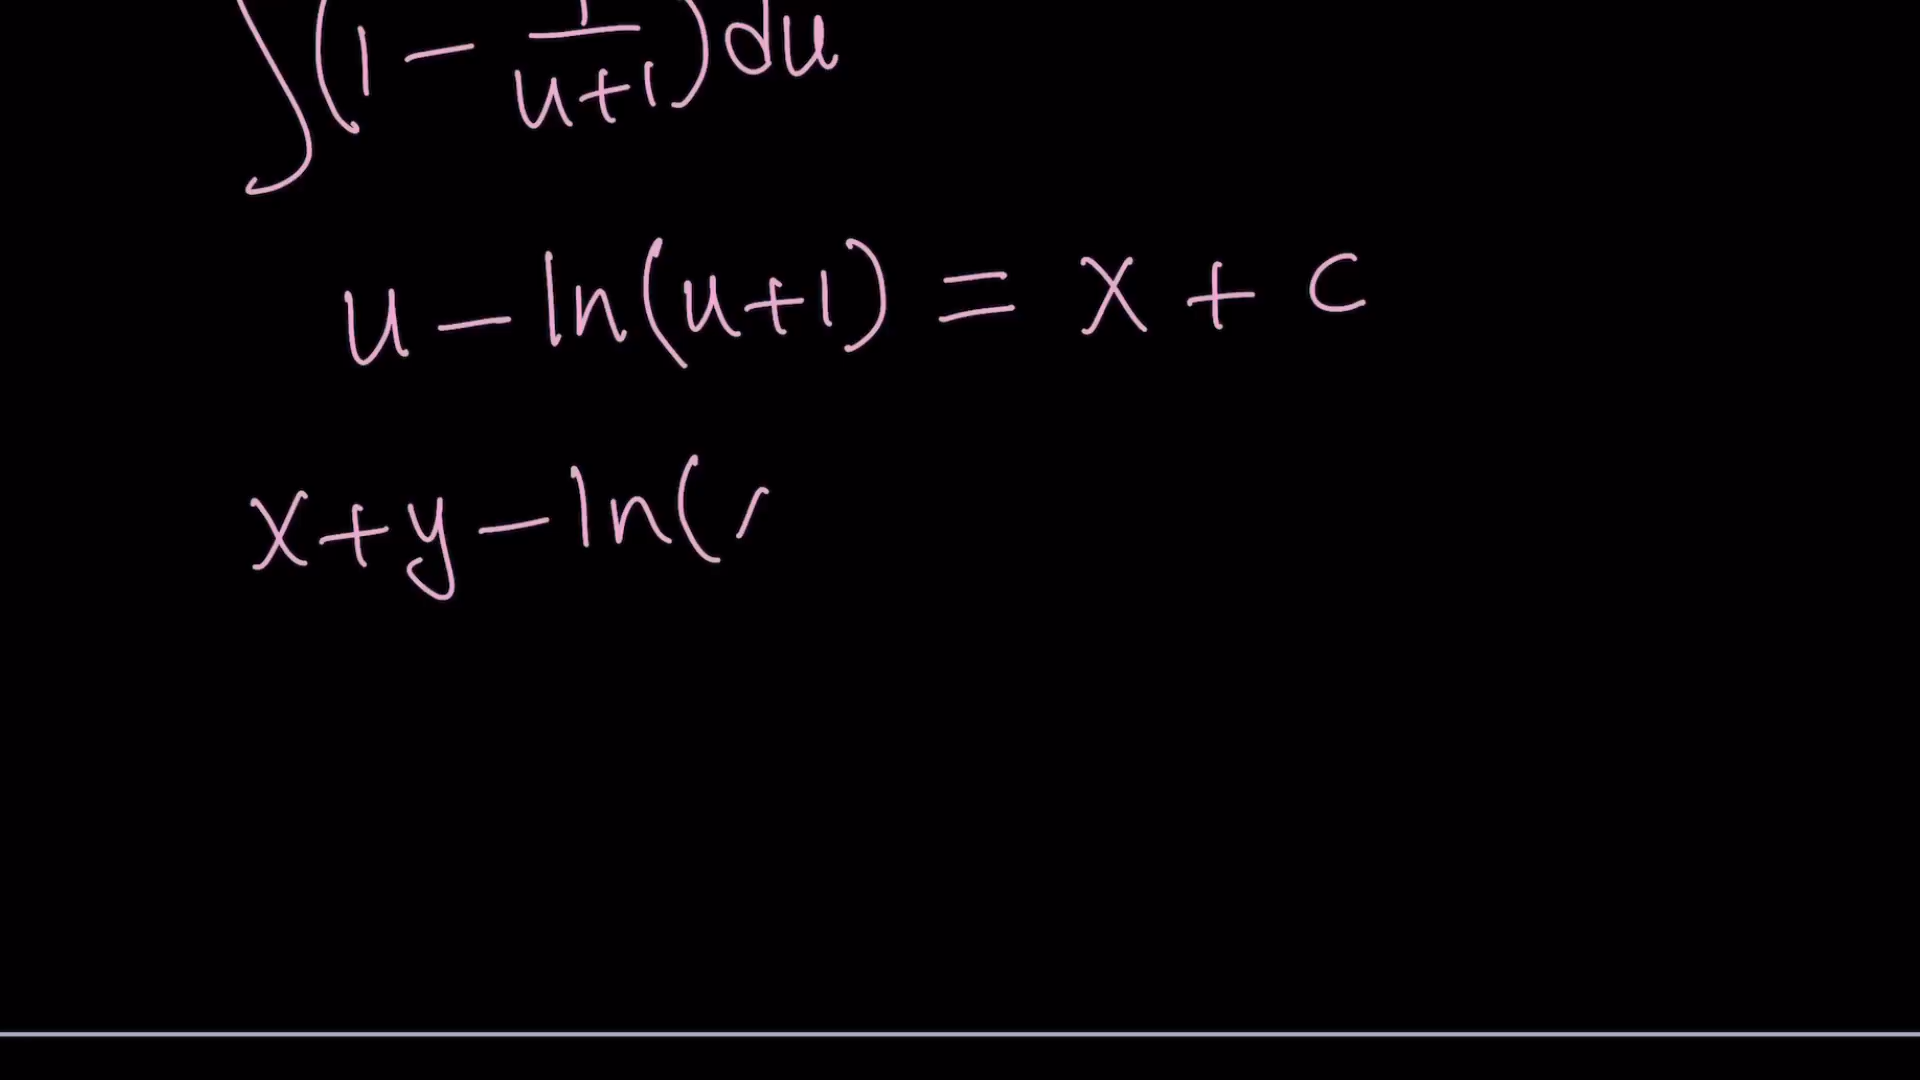 ∫(1 - 1/(u+1)) du
u - ln(u+1) = x + c
x+y - ln(